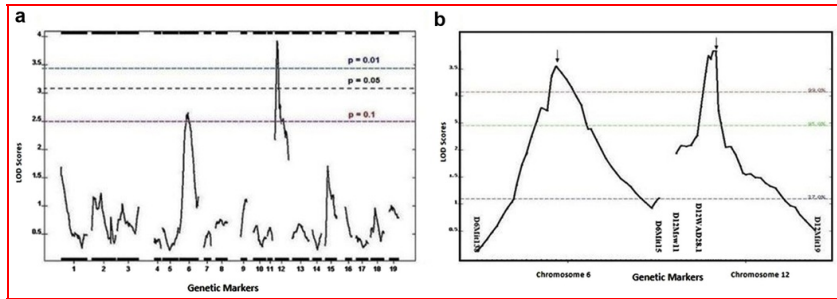 a
4
3.5
3
2.5
2
1.5
1
0.5
LOD Scores
p = 0.01
p = 0.05
p = 0.1
1 2 3 4 5 6 7 8 9 10 11 12 13 14 15 16 17 18 19
Genetic Markers
b
3.5
3
2.5
2
1.5
1
0.5
LOD Scores
D6Mit15
D12Mrw11
D12WAD28.1
D12Mit19
Chromosome 6
Genetic Markers
Chromosome 12